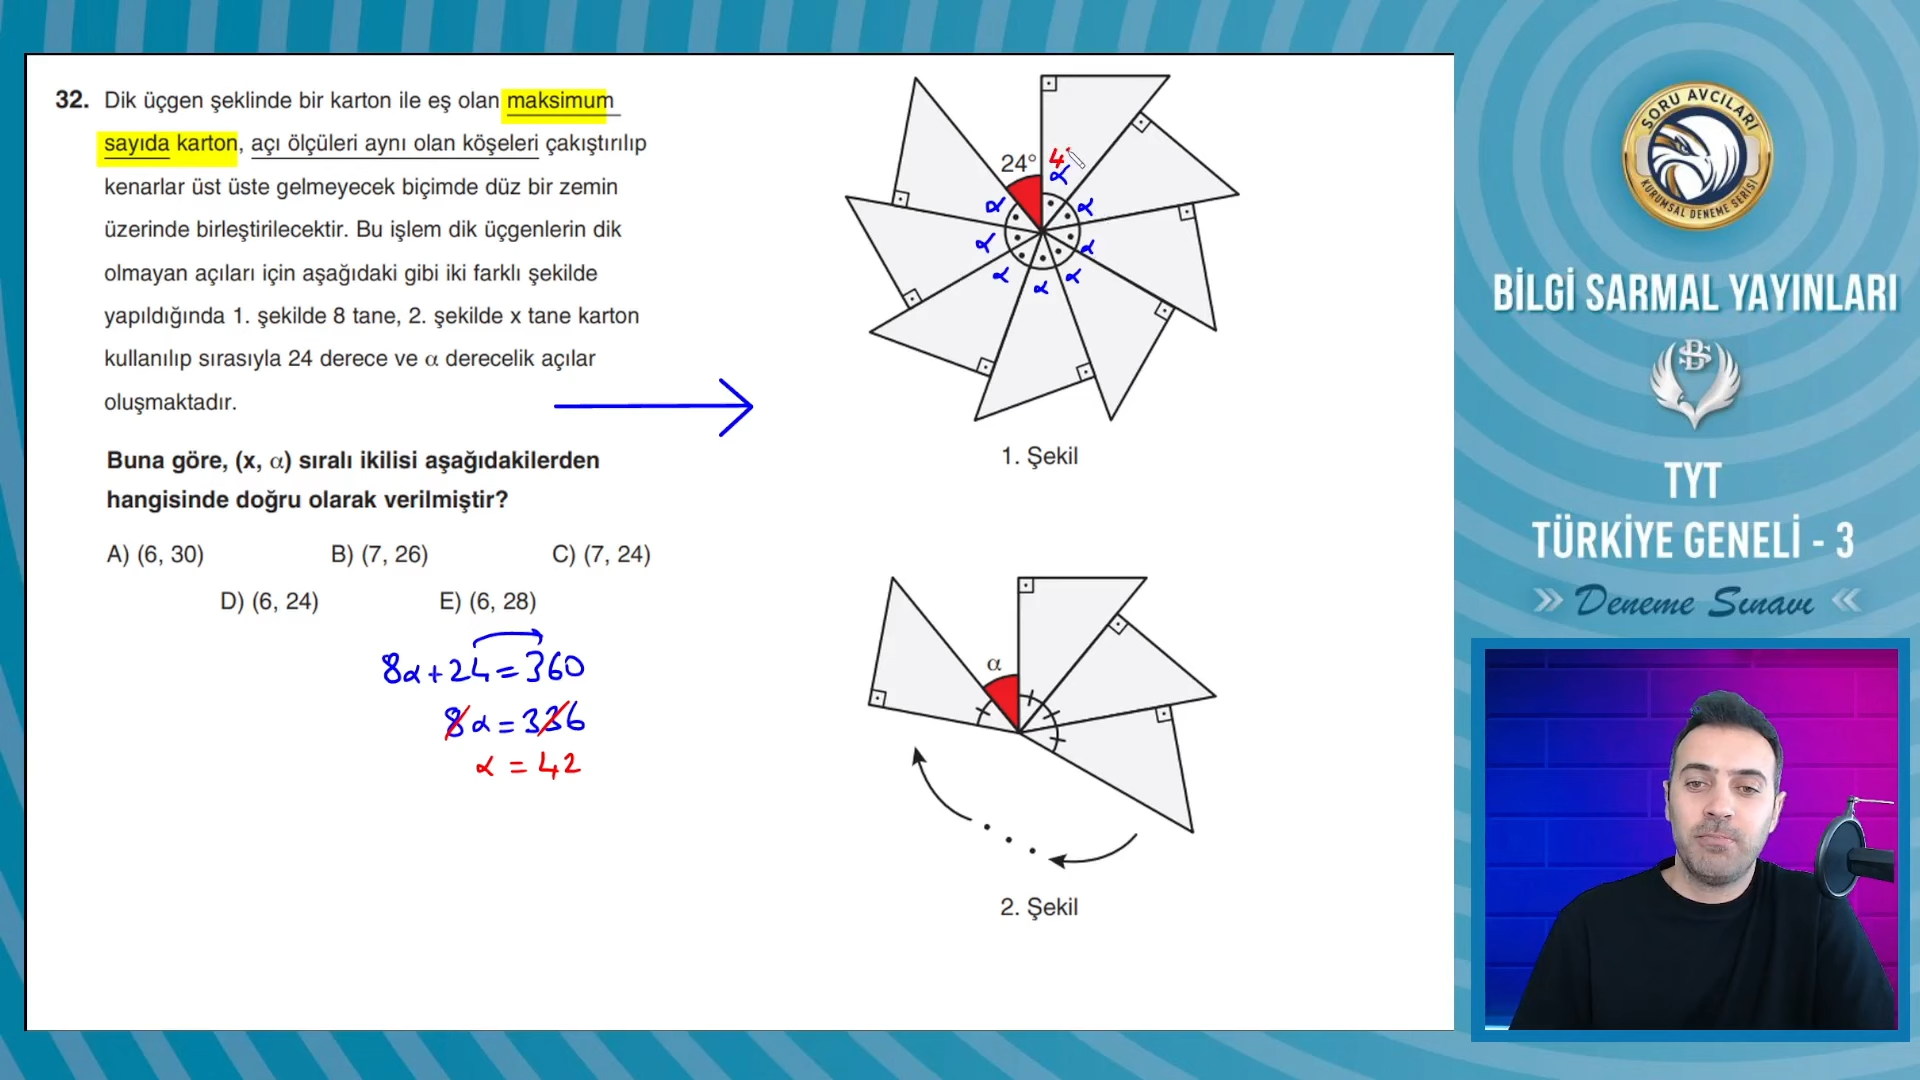 32. Dik üçgen şeklinde bir karton ile eş olan maksimum
sayıda karton, açı ölçüleri aynı olan köşeleri çakıştırılıp
kenarlar üst üste gelmeyecek biçimde düz bir zemin
üzerinde birleştirilecektir. Bu işlem dik üçgenlerin dik
olmayan açıları için aşağıdaki gibi iki farklı şekilde
yapıldığında 1. şekilde 8 tane, 2. şekilde x tane karton
kullanılıp sırasıyla 24 derece ve α derecelik açılar
oluşmaktadır.
Buna göre, (x, α) sıralı ikilisi aşağıdakilerden
hangisinde doğru olarak verilmiştir?
A) (6, 30) B) (7, 26) C) (7, 24)
D) (6, 24) E) (6, 28)
8α+24=360
8α=336
α = 42
24° 4
α
α α
α α
α α
α
1. Şekil
α
2. Şekil
SORU AVCILARI
KURUMSAL DENEME SERİSİ
BİLGİ SARMAL YAYINLARI
BS
TYT
TÜRKİYE GENELİ - 3
Deneme Sınavı